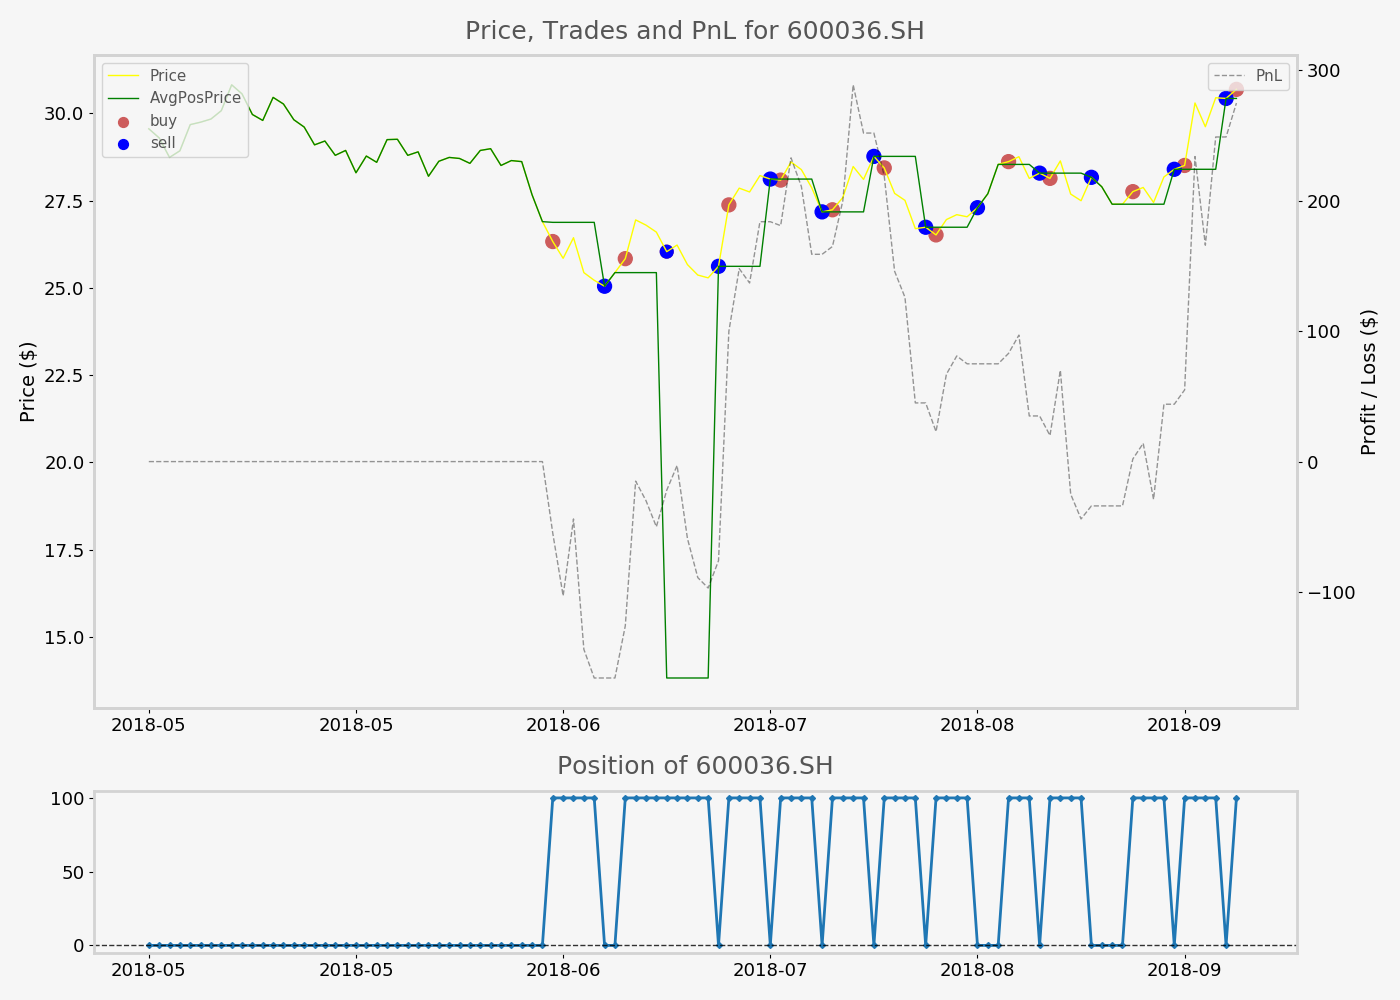 Price, Trades and PnL for 600036.SH
Price
AvgPosPrice
buy
sell
PnL
30.0
27.5
25.0
22.5
20.0
17.5
15.0
Price ($)
300
200
100
0
−100
Profit / Loss ($)
2018-05 2018-05 2018-06 2018-07 2018-08 2018-09
Position of 600036.SH
100
50
0
2018-05 2018-05 2018-06 2018-07 2018-08 2018-09